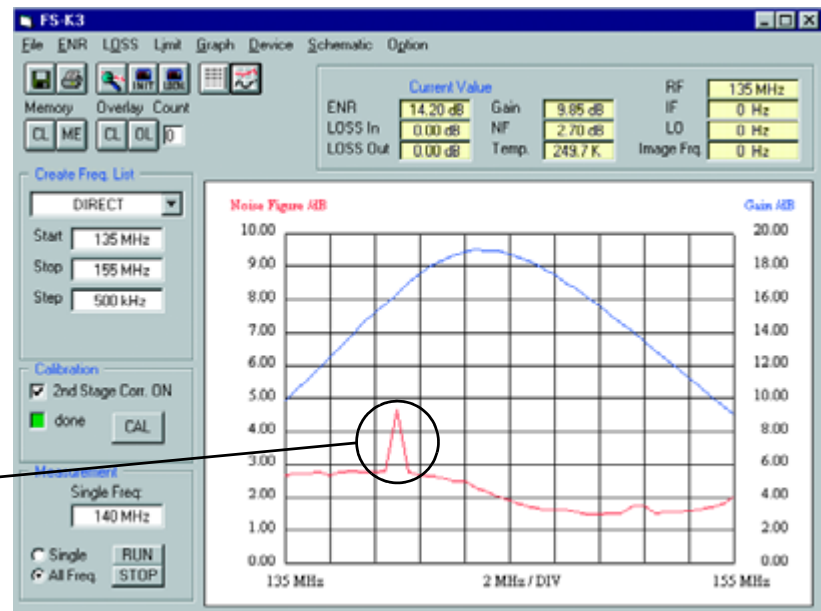 FS-K3
File ENR LOSS Limit Graph Device Schematic Option
Memory Overlay Count
CL ME CL OL 0
INIT LOCL
Current Value
ENR 14.20 dB Gain 9.85 dB RF 135 MHz
LOSS In 0.00 dB NF 2.70 dB IF 0 Hz
LOSS Out 0.00 dB Temp. 249.7 K LO 0 Hz
Image Frq. 0 Hz
Create Freq. List
DIRECT
Start 135 MHz
Stop 155 MHz
Step 500 kHz
Calibration
2nd Stage Corr. ON
done CAL
Measurement
Single Freq:
140 MHz
Single RUN
All Freq. STOP
Noise Figure /dB Gain /dB
10.00 20.00
9.00 18.00
8.00 16.00
7.00 14.00
6.00 12.00
5.00 10.00
4.00 8.00
3.00 6.00
2.00 4.00
1.00 2.00
0.00 0.00
135 MHz 2 MHz / DIV 155 MHz